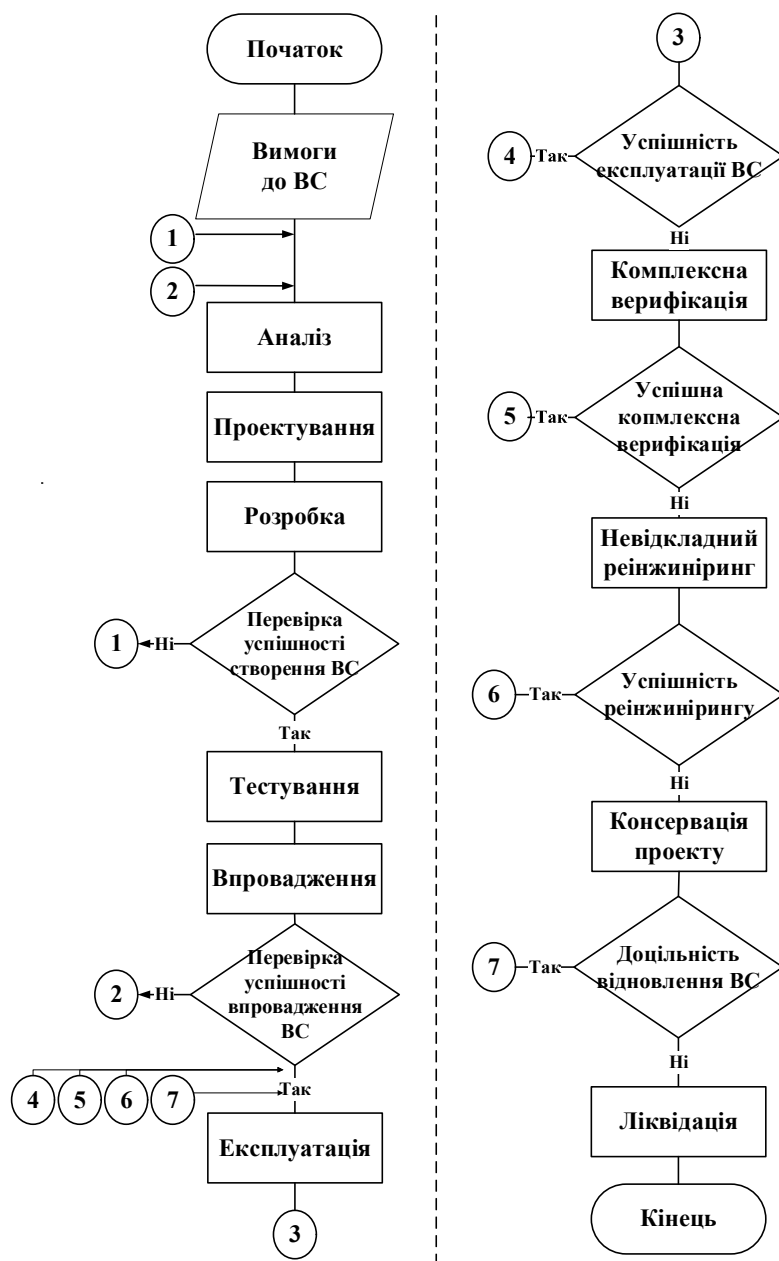 Початок
Вимоги
до ВС
1
2
Аналіз
Проектування
Розробка
Перевірка
успішності
створення ВС
1
Ні
Так
Тестування
Впровадження
Перевірка
успішності
впровадження
ВС
2
Ні
Так
4
5
6
7
Експлуатація
3
3
Успішність
експлуатації ВС
4
Так
Ні
Комплексна
верифікація
Успішна
копмлексна
верифікація
5
Так
Ні
Невідкладний
реінжиніринг
Успішність
реінжинірингу
6
Так
Ні
Консервація
проекту
Доцільність
відновлення ВС
7
Так
Ні
Ліквідація
Кінець